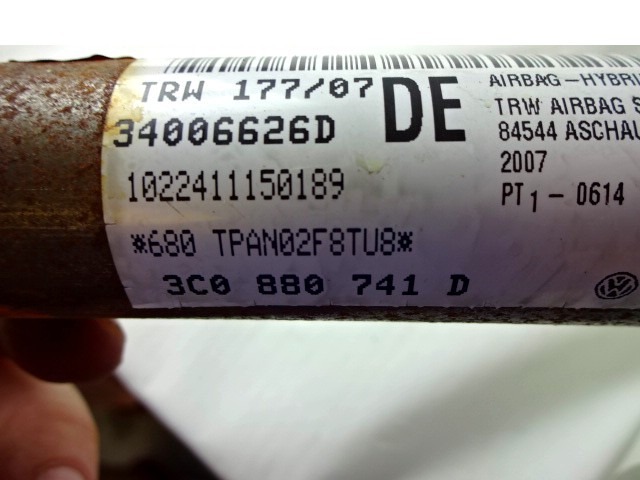 TRW 177/07
34006626D
DE
1022411150189
*680 TPAN02F8TU8*
3C0 880 741 D
AIRBAG-HYBRI
TRW AIRBAG S
84544 ASCHAU
2007
PT1 - 0614